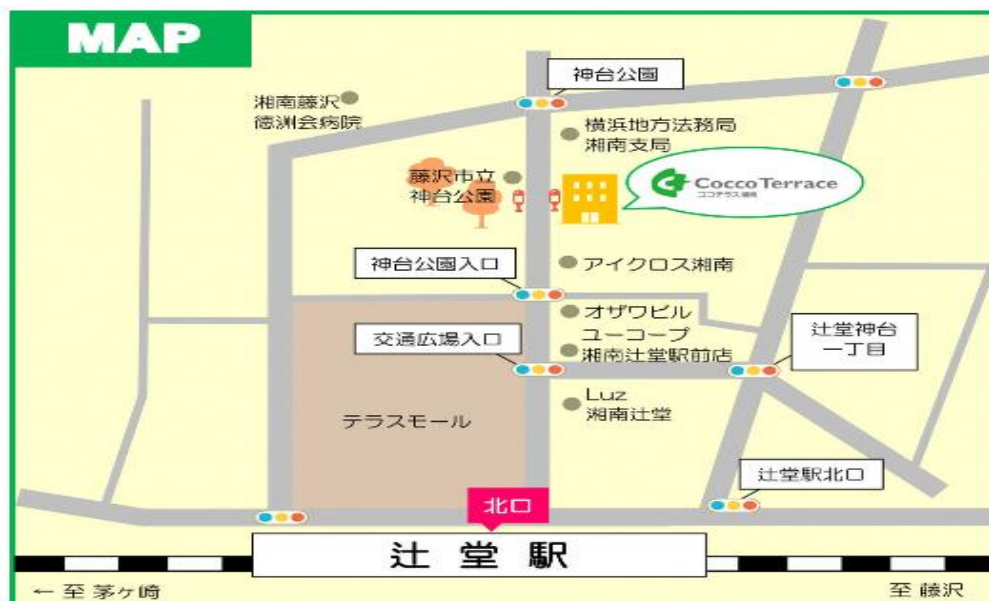 MAP
神台公園
湘南藤沢
徳洲会病院
横浜地方法務局
湘南支局
藤沢市立
神台公園
Cocco Terrace
ココテラス湘南
神台公園入口
アイクロス湘南
オザワビル
交通広場入口
ユーコープ
湘南辻堂駅前店
辻堂神台
一丁目
Luz
湘南辻堂
テラスモール
辻堂駅北口
北口
辻堂駅
← 至 茅ヶ崎
至 藤沢